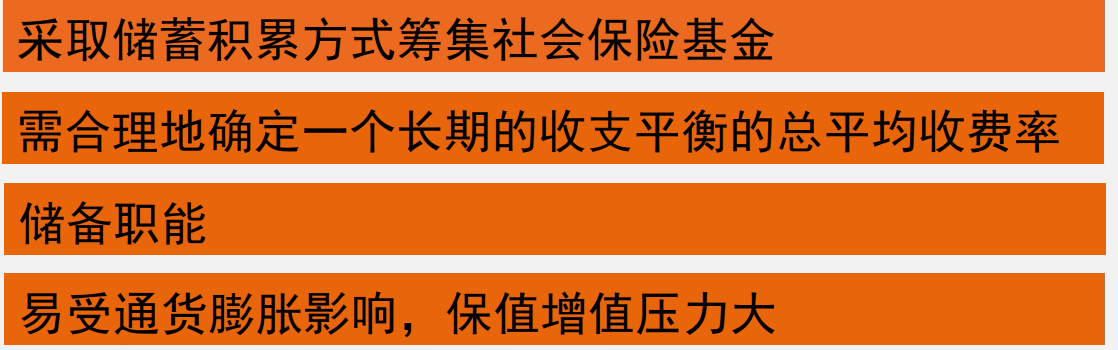 采取储蓄积累方式筹集社会保险基金
需合理地确定一个长期的收支平衡的总平均收费率
储备职能
易受通货膨胀影响，保值增值压力大